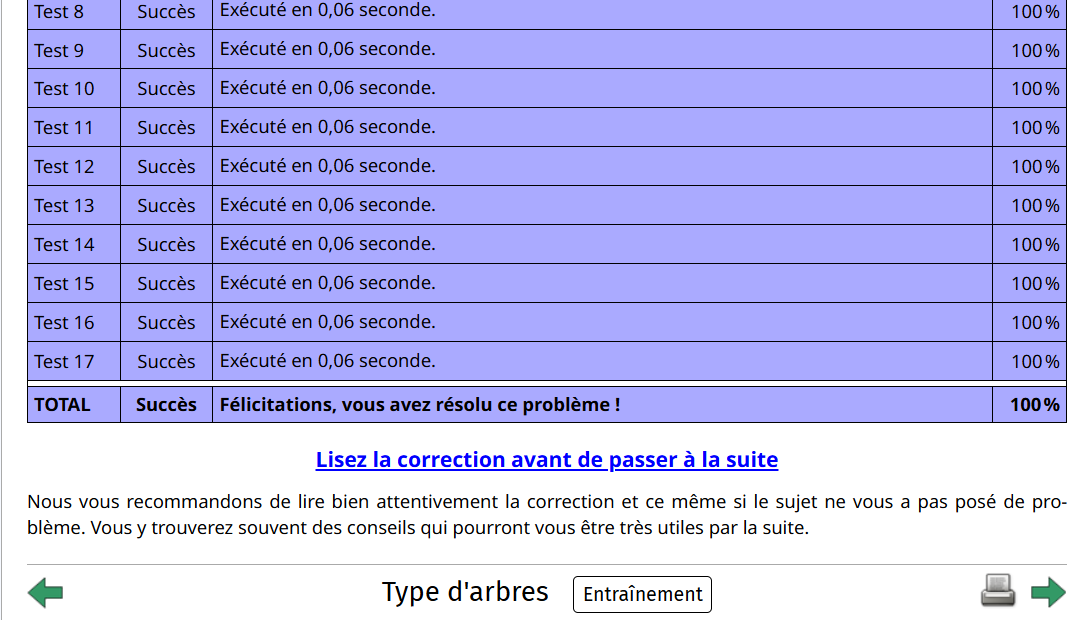 Test 8 Succès Exécuté en 0,06 seconde. 100 %
Test 9 Succès Exécuté en 0,06 seconde. 100 %
Test 10 Succès Exécuté en 0,06 seconde. 100 %
Test 11 Succès Exécuté en 0,06 seconde. 100 %
Test 12 Succès Exécuté en 0,06 seconde. 100 %
Test 13 Succès Exécuté en 0,06 seconde. 100 %
Test 14 Succès Exécuté en 0,06 seconde. 100 %
Test 15 Succès Exécuté en 0,06 seconde. 100 %
Test 16 Succès Exécuté en 0,06 seconde. 100 %
Test 17 Succès Exécuté en 0,06 seconde. 100 %
TOTAL Succès Félicitations, vous avez résolu ce problème ! 100 %
Lisez la correction avant de passer à la suite
Nous vous recommandons de lire bien attentivement la correction et ce même si le sujet ne vous a pas posé de pro-
blème. Vous y trouverez souvent des conseils qui pourront vous être très utiles par la suite.
Type d'arbres Entraînement